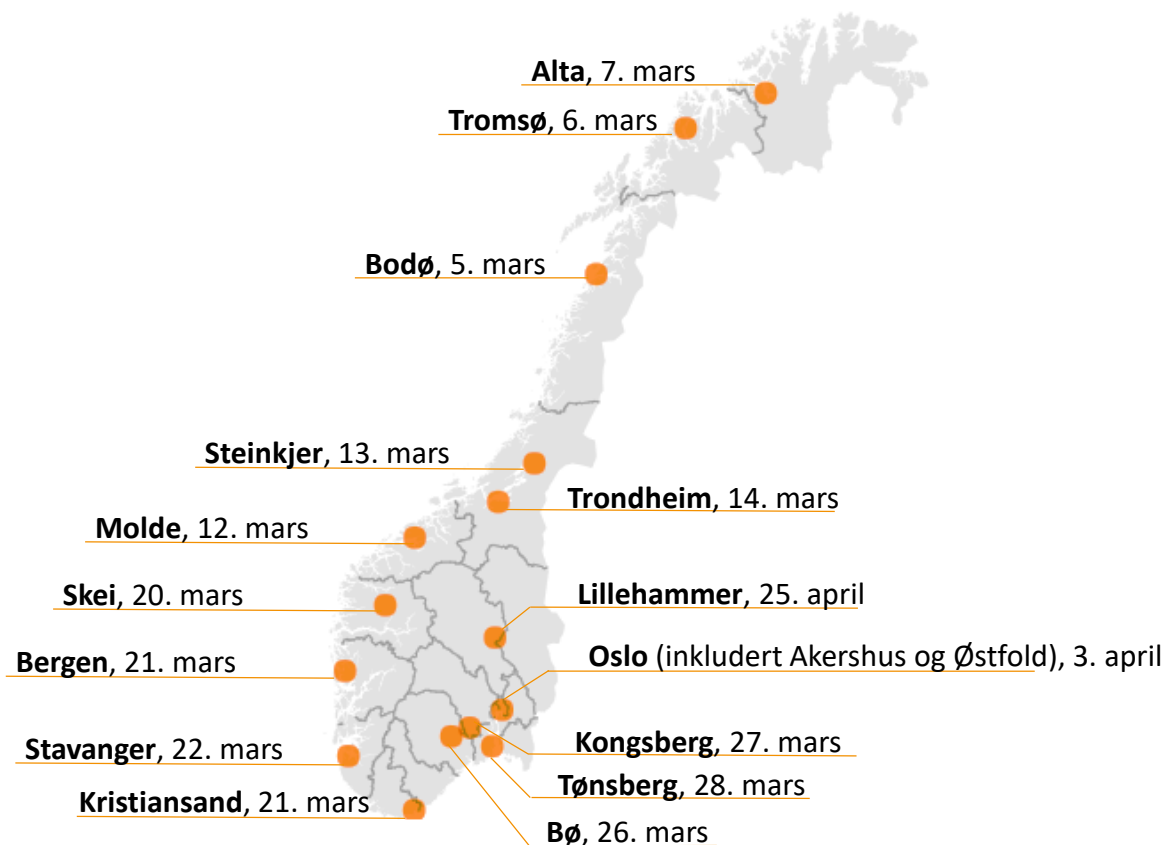 Alta, 7. mars
Tromsø, 6. mars
Bodø, 5. mars
Steinkjer, 13. mars
Trondheim, 14. mars
Molde, 12. mars
Skei, 20. mars
Lillehammer, 25. april
Bergen, 21. mars
Oslo (inkludert Akershus og Østfold), 3. april
Stavanger, 22. mars
Kongsberg, 27. mars
Tønsberg, 28. mars
Kristiansand, 21. mars
Bø, 26. mars